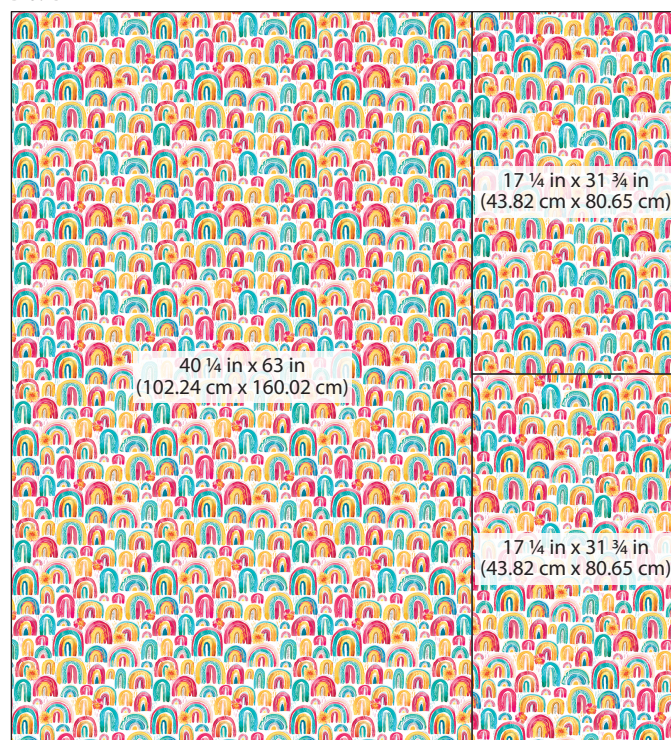 40 ¼ in x 63 in
(102.24 cm x 160.02 cm)
17 ¼ in x 31 ¾ in
(43.82 cm x 80.65 cm)
17 ¼ in x 31 ¾ in
(43.82 cm x 80.65 cm)